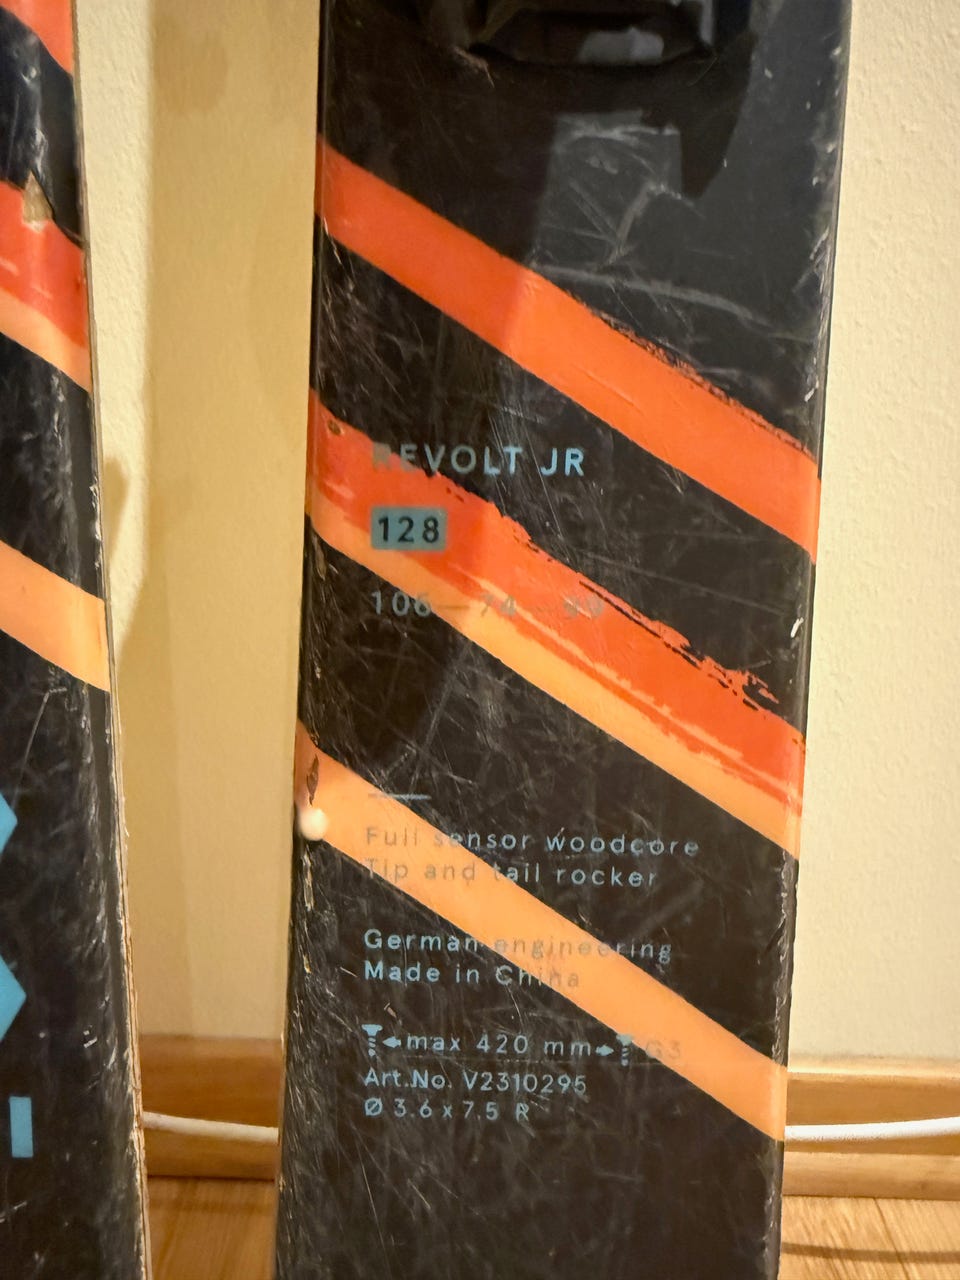 REVOLT JR
128
106
Full sensor woodcore
Tip and tail rocker
German engineering
Made in China
max 420 mm G3
Art.No. V2310295
Ø 3.6 x 7.5 R